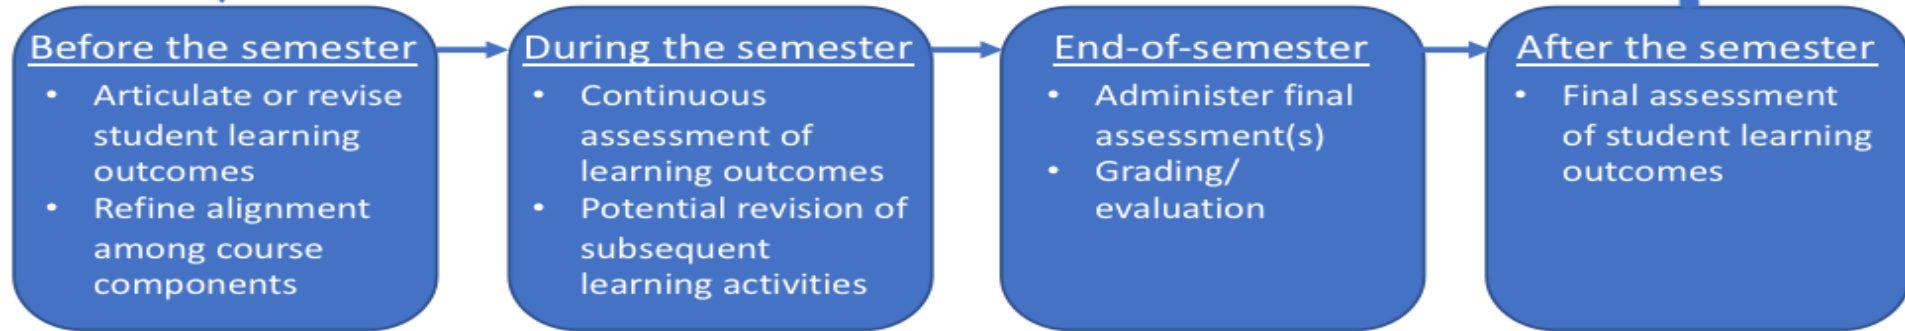 Before the semester
• Articulate or revise
student learning
outcomes
• Refine alignment
among course
components
During the semester
• Continuous
assessment of
learning outcomes
• Potential revision of
subsequent
learning activities
End-of-semester
• Administer final
assessment(s)
• Grading/
evaluation
After the semester
• Final assessment
of student learning
outcomes